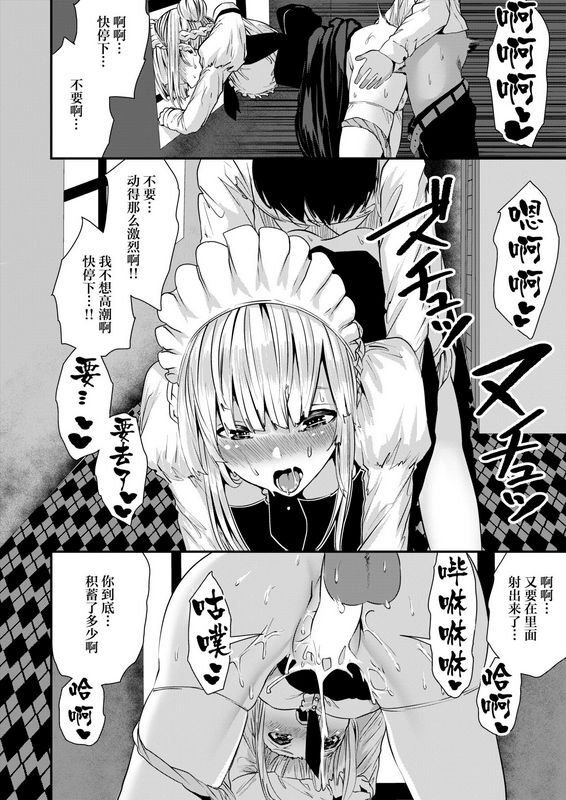 啊啊啊啊♥
啊啊…
快停下…
不要啊…
嗯啊啊♥
ズチュッ
不要…
动得那么激烈啊!!
我不想高潮啊
快停下…!!
ヌチュッ
要…♥
要去了♥
啊啊…
又要在里面
射出来了…
哔咻咻咻♥
哈啊♥
咕噗♥
你到底…
积蓄了多少啊
哈啊♥